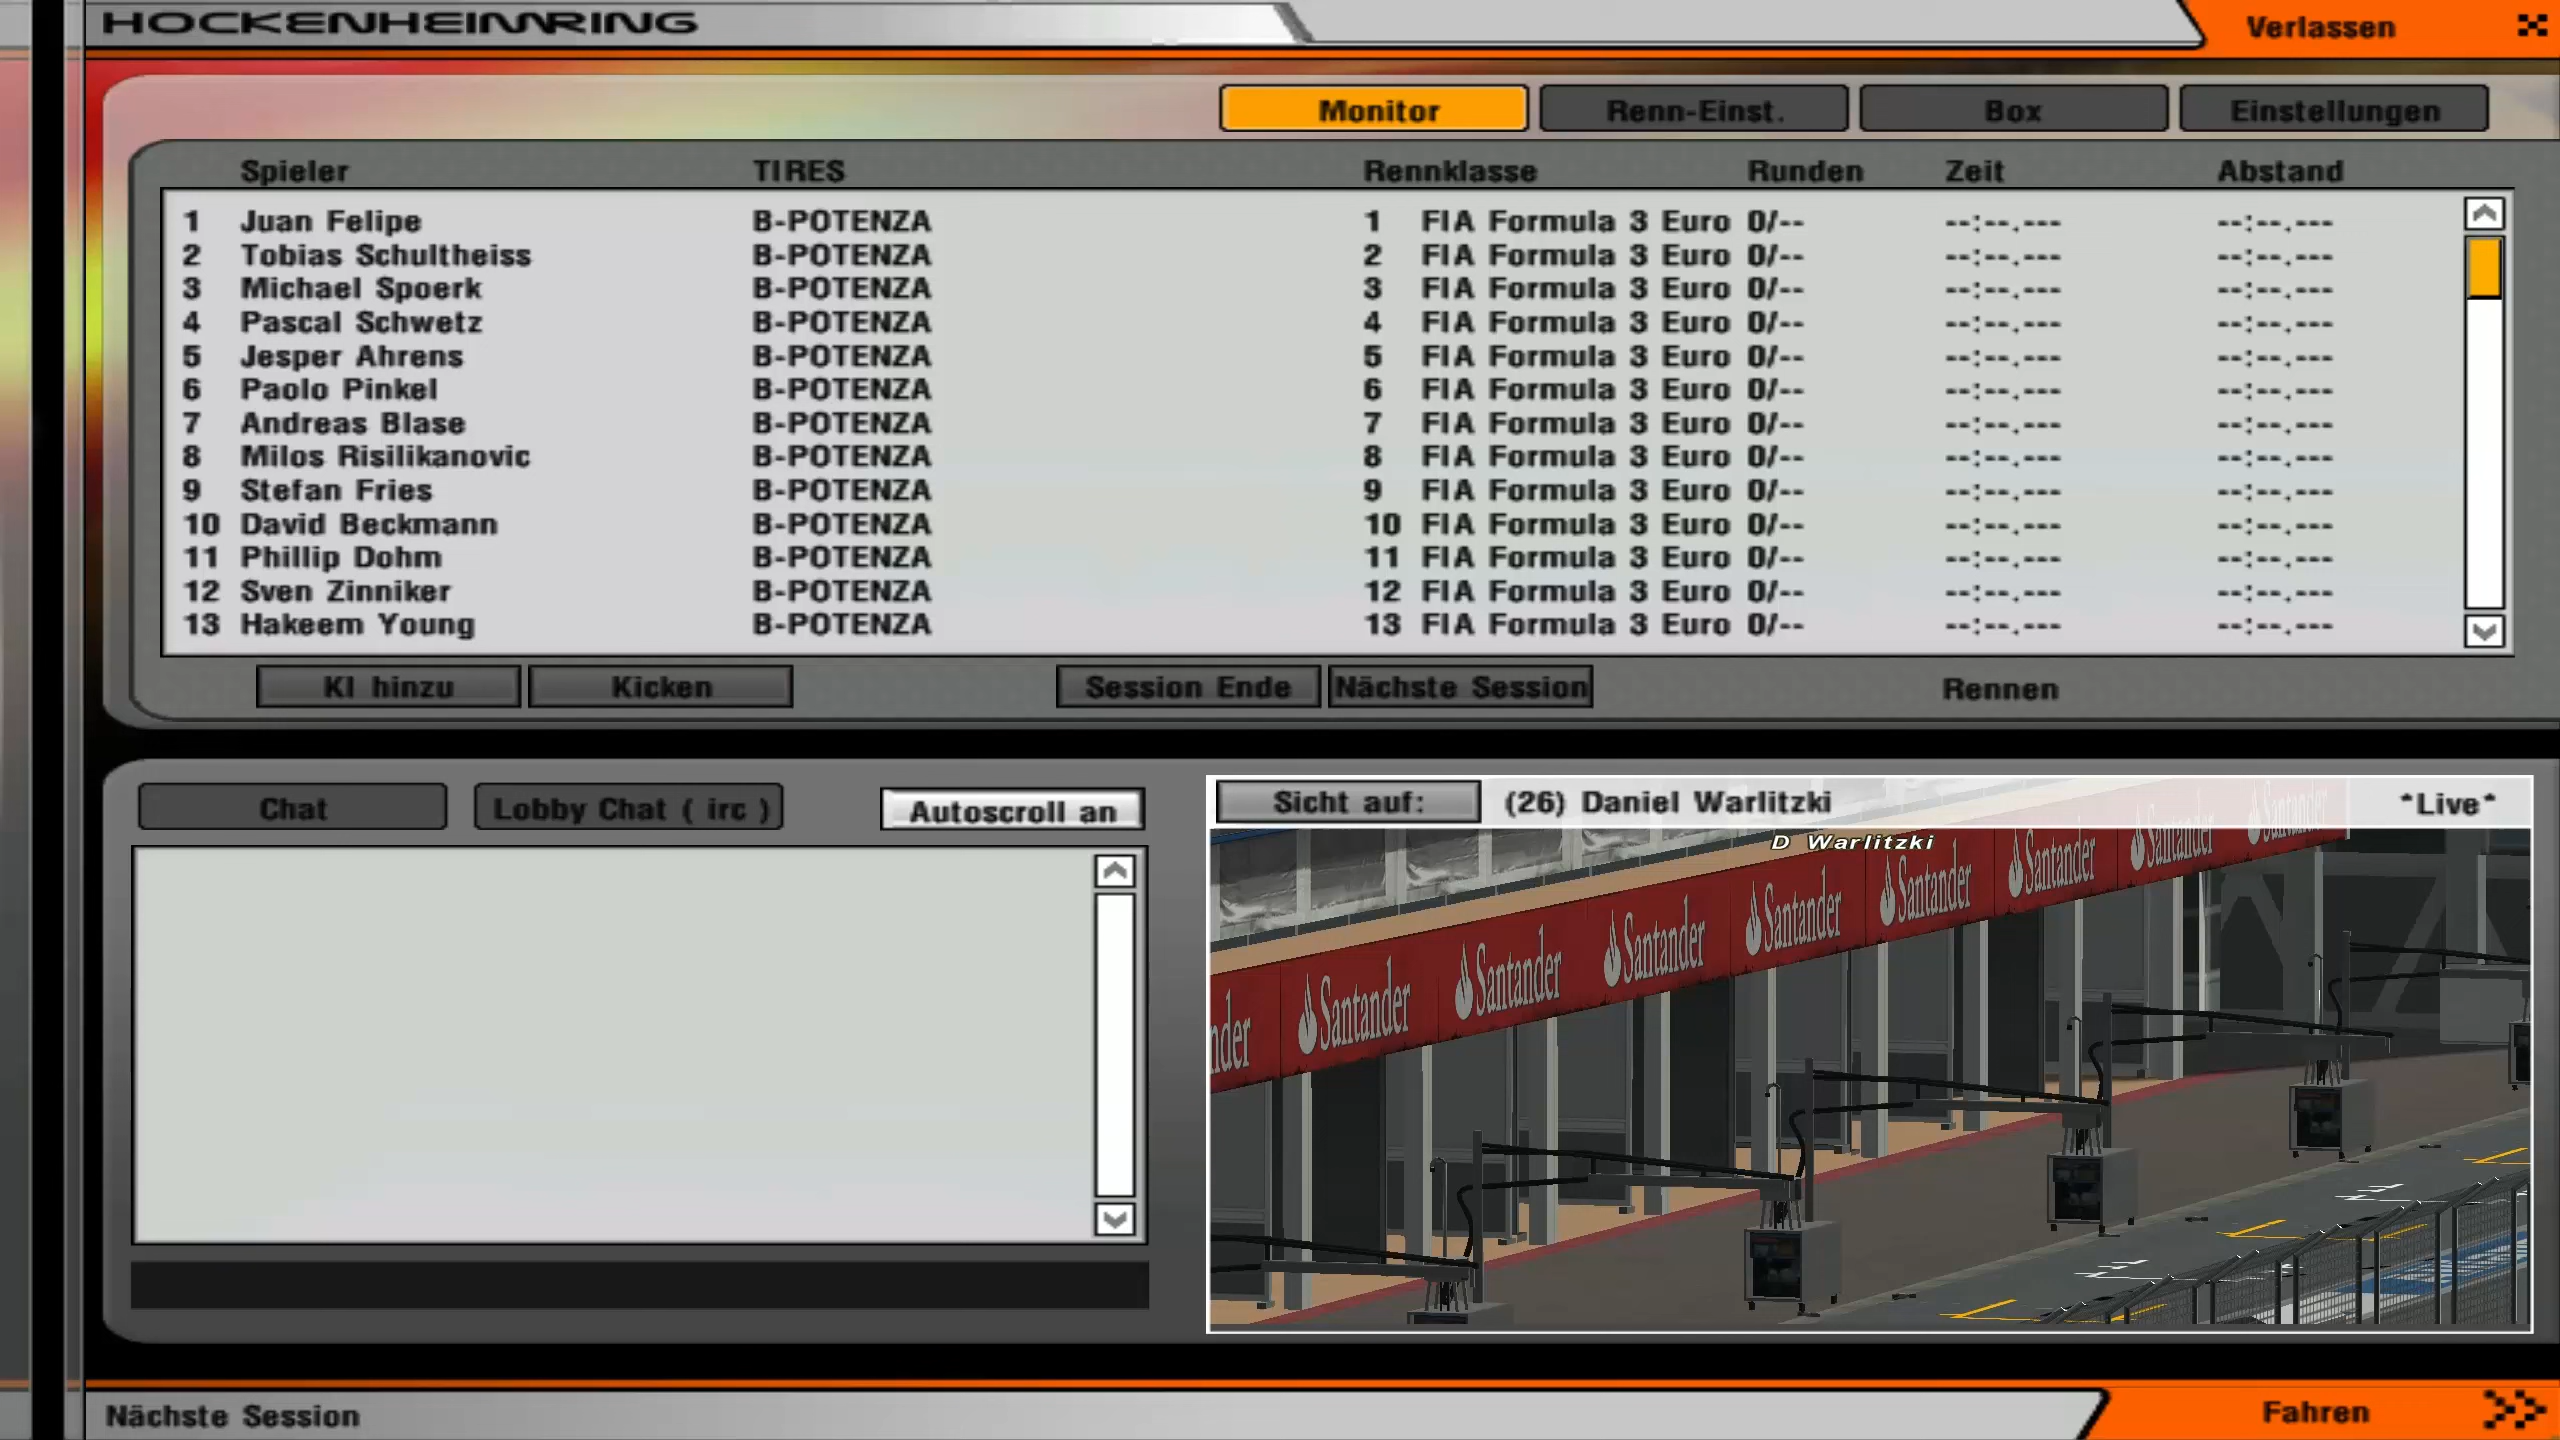 HOCKENHEIMRING
Verlassen
Monitor Renn-Einst. Box Einstellungen
Spieler TIRES Rennklasse Runden Zeit Abstand
1 Juan Felipe B-POTENZA 1 FIA Formula 3 Euro 0/-- --:--.--- --:--.---
2 Tobias Schultheiss B-POTENZA 2 FIA Formula 3 Euro 0/-- --:--.--- --:--.---
3 Michael Spoerk B-POTENZA 3 FIA Formula 3 Euro 0/-- --:--.--- --:--.---
4 Pascal Schwetz B-POTENZA 4 FIA Formula 3 Euro 0/-- --:--.--- --:--.---
5 Jesper Ahrens B-POTENZA 5 FIA Formula 3 Euro 0/-- --:--.--- --:--.---
6 Paolo Pinkel B-POTENZA 6 FIA Formula 3 Euro 0/-- --:--.--- --:--.---
7 Andreas Blase B-POTENZA 7 FIA Formula 3 Euro 0/-- --:--.--- --:--.---
8 Milos Risilikanovic B-POTENZA 8 FIA Formula 3 Euro 0/-- --:--.--- --:--.---
9 Stefan Fries B-POTENZA 9 FIA Formula 3 Euro 0/-- --:--.--- --:--.---
10 David Beckmann B-POTENZA 10 FIA Formula 3 Euro 0/-- --:--.--- --:--.---
11 Phillip Dohm B-POTENZA 11 FIA Formula 3 Euro 0/-- --:--.--- --:--.---
12 Sven Zinniker B-POTENZA 12 FIA Formula 3 Euro 0/-- --:--.--- --:--.---
13 Hakeem Young B-POTENZA 13 FIA Formula 3 Euro 0/-- --:--.--- --:--.---
KI hinzu Kicken Session Ende Nächste Session Rennen
Chat Lobby Chat ( irc ) Autoscroll an
Sicht auf: (26) Daniel Warlitzki *Live*
D Warlitzki
nder Santander Santander Santander Santander Santander Santander Santander Santander
Nächste Session
Fahren